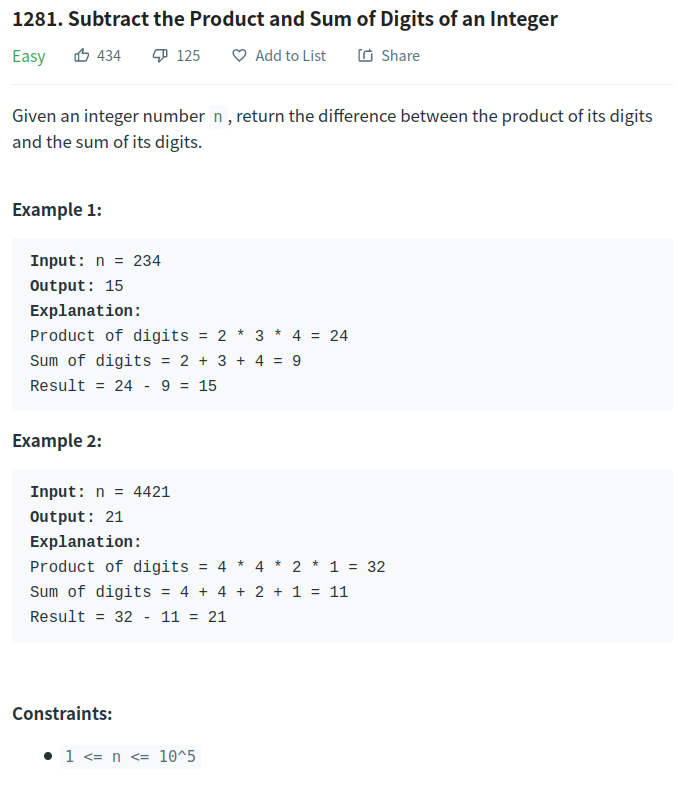 1281. Subtract the Product and Sum of Digits of an Integer
Easy 434 125 Add to List Share
Given an integer number n, return the difference between the product of its digits
and the sum of its digits.
Example 1:
Input: n = 234
Output: 15
Explanation:
Product of digits = 2 * 3 * 4 = 24
Sum of digits = 2 + 3 + 4 = 9
Result = 24 - 9 = 15
Example 2:
Input: n = 4421
Output: 21
Explanation:
Product of digits = 4 * 4 * 2 * 1 = 32
Sum of digits = 4 + 4 + 2 + 1 = 11
Result = 32 - 11 = 21
Constraints:
1 <= n <= 10^5